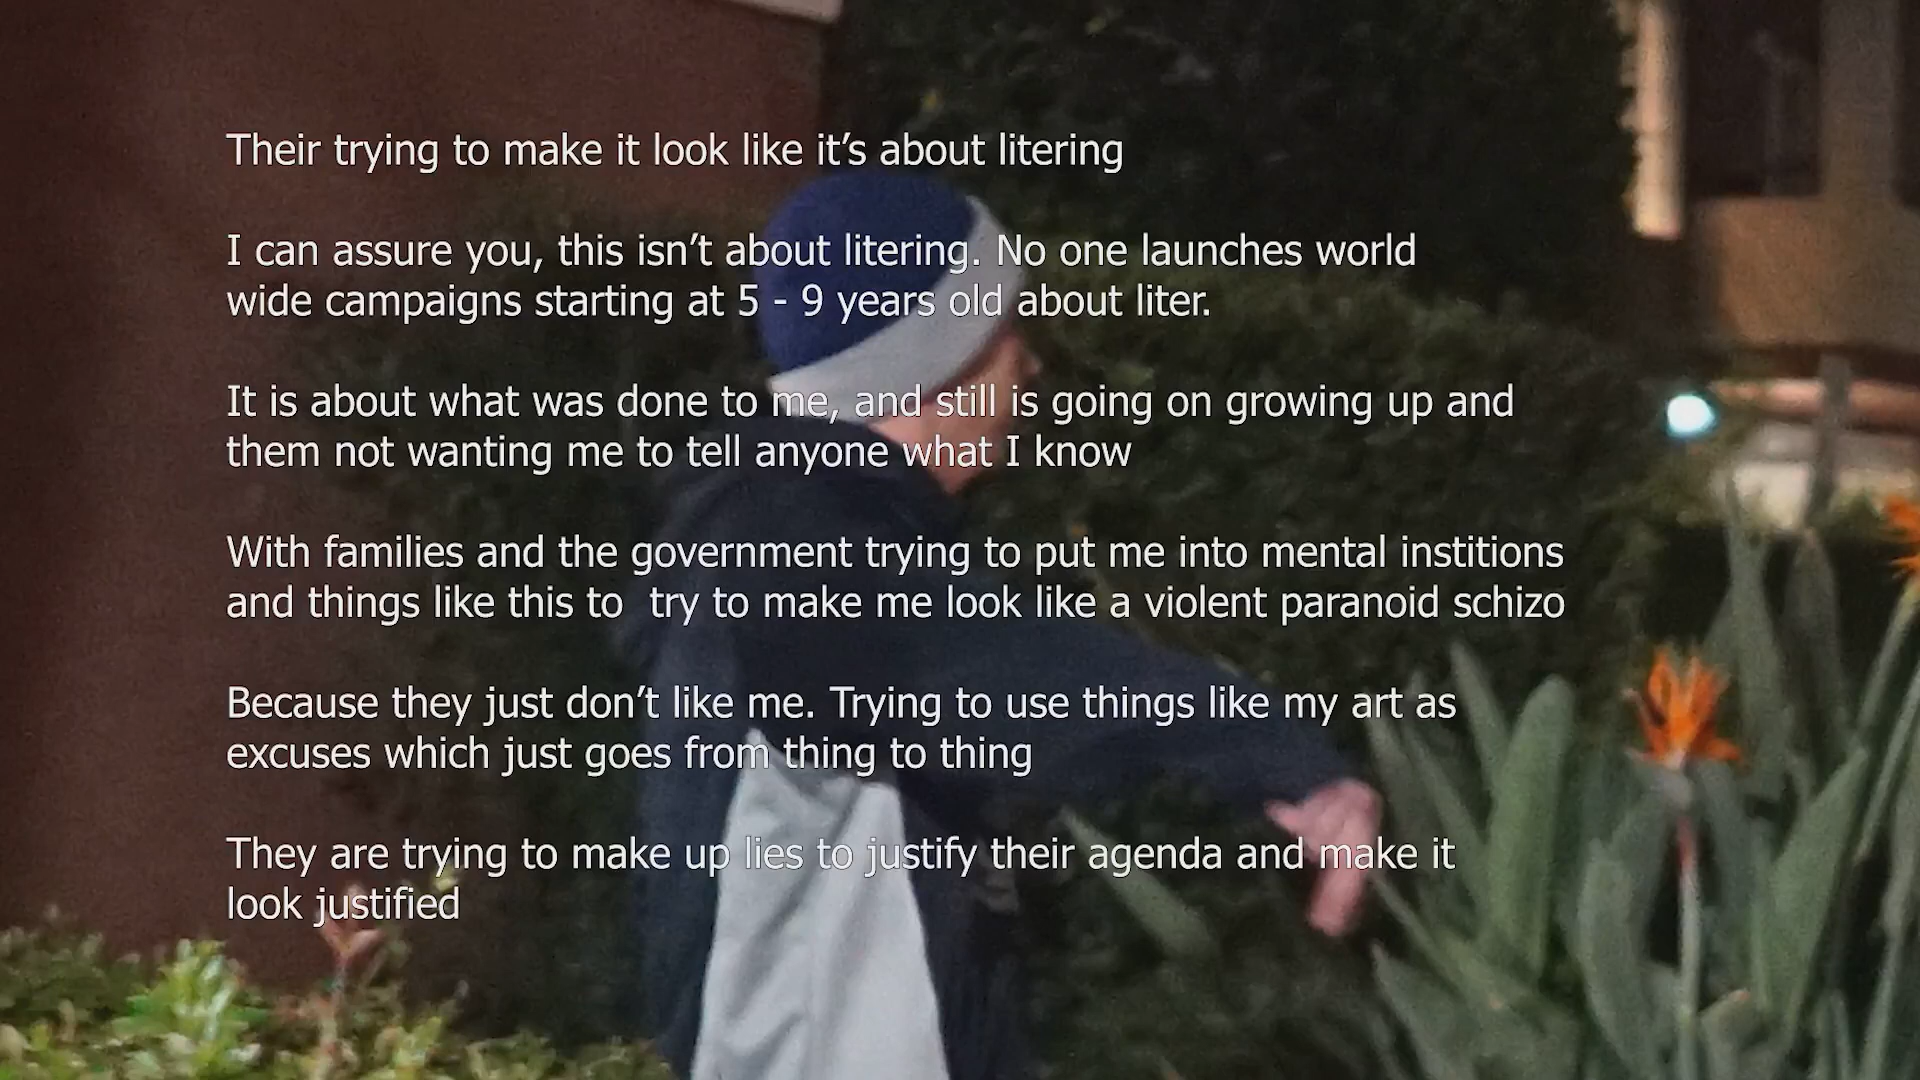 Their trying to make it look like it’s about litering
I can assure you, this isn’t about litering. No one launches world
wide campaigns starting at 5 - 9 years old about liter.
It is about what was done to me, and still is going on growing up and
them not wanting me to tell anyone what I know
With families and the government trying to put me into mental institions
and things like this to  try to make me look like a violent paranoid schizo
Because they just don’t like me. Trying to use things like my art as
excuses which just goes from thing to thing
They are trying to make up lies to justify their agenda and make it
look justified